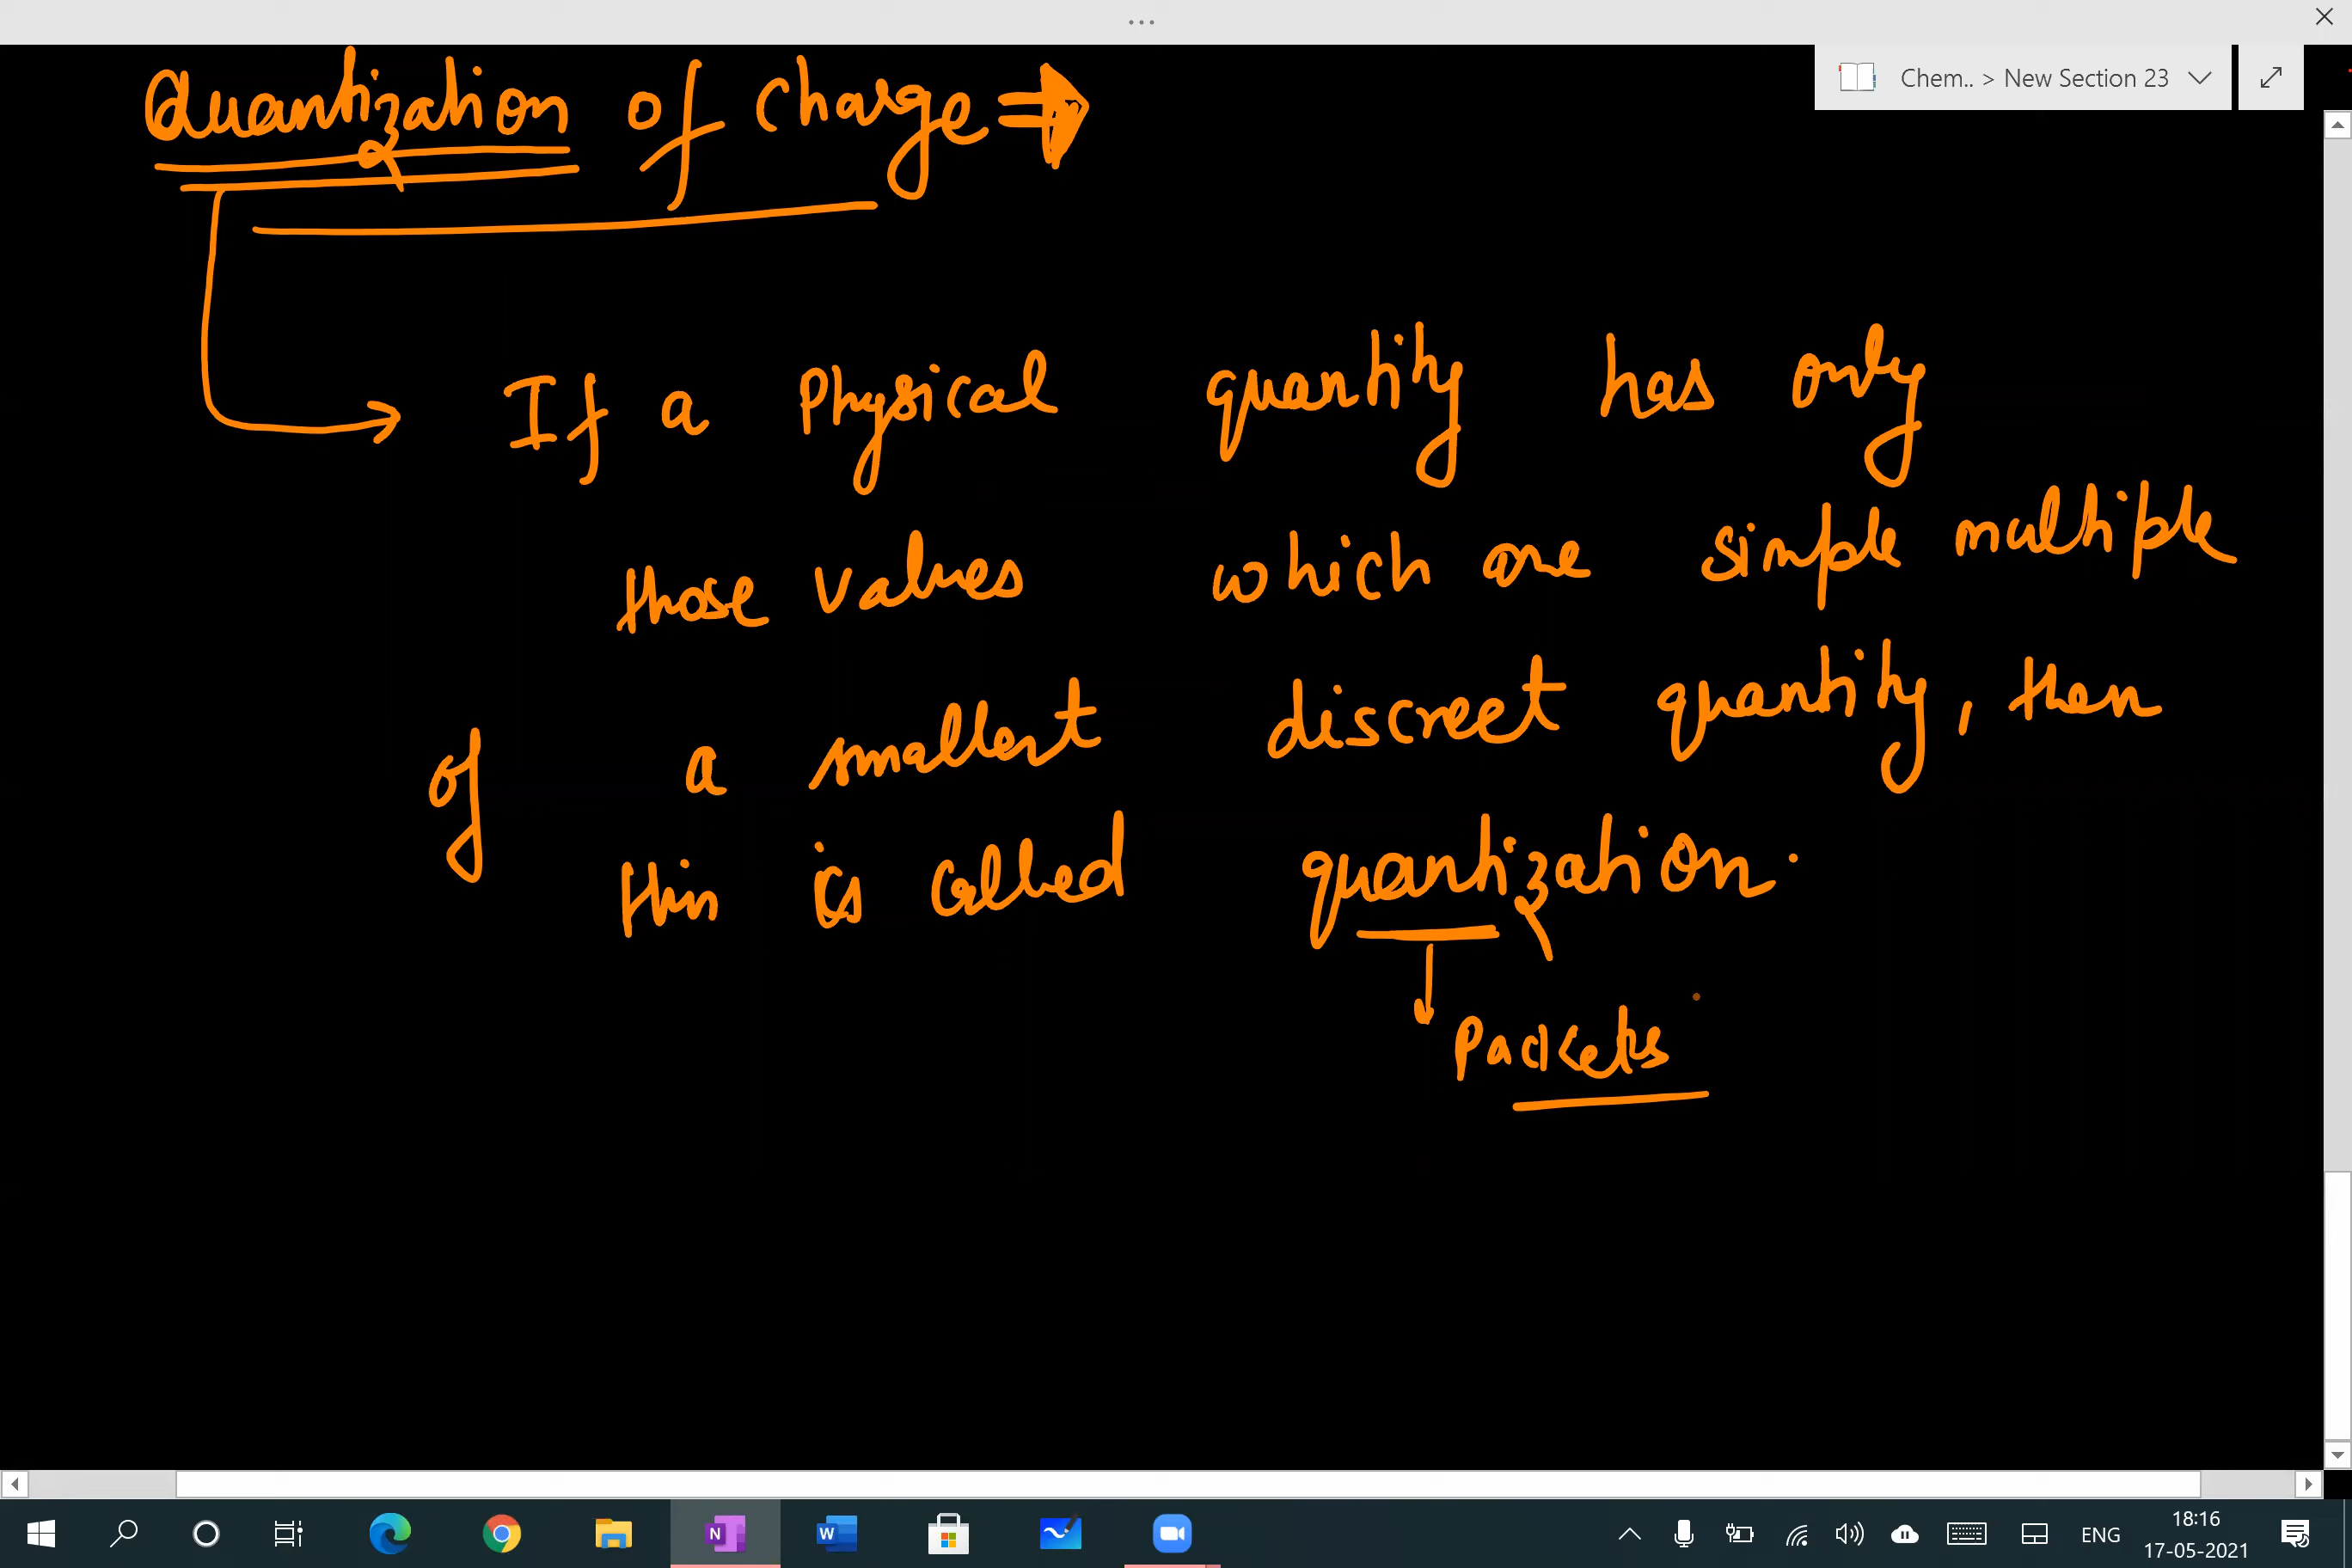 ...
Chem.. > New Section 23
Quantization of charge ⇒
If a Physical quantity has only
those values which are simple multiple
of a smallest discreet quantity, then
this is called quantization.
Packets
N
W
ENG
18:16
17-05-2021